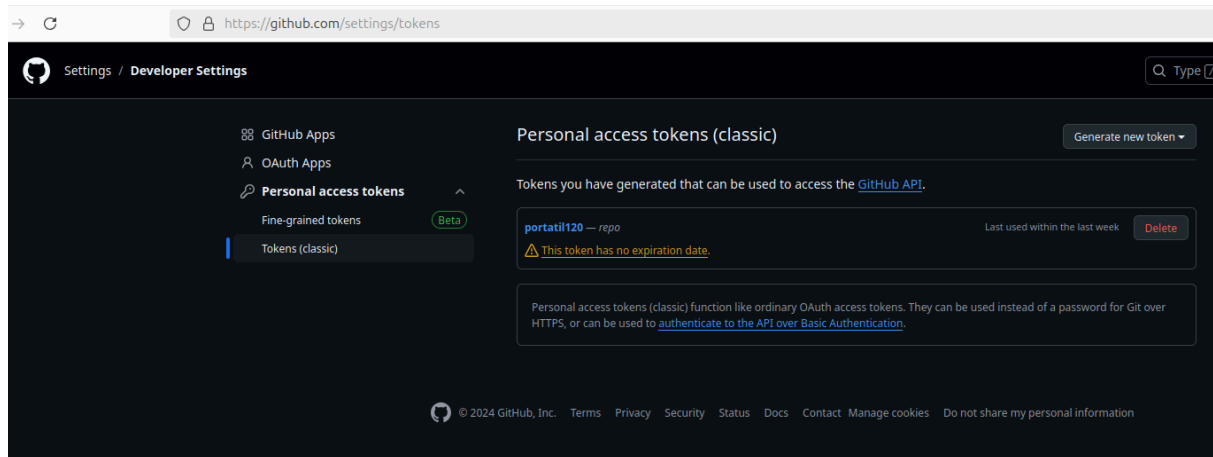 https://github.com/settings/tokens
Settings / Developer Settings
Type /
GitHub Apps
OAuth Apps
Personal access tokens
Fine-grained tokens Beta
Tokens (classic)
Personal access tokens (classic)
Generate new token
Tokens you have generated that can be used to access the GitHub API.
portatil120 — repo
Last used within the last week
Delete
This token has no expiration date.
Personal access tokens (classic) function like ordinary OAuth access tokens. They can be used instead of a password for Git over
HTTPS, or can be used to authenticate to the API over Basic Authentication.
© 2024 GitHub, Inc. Terms Privacy Security Status Docs Contact Manage cookies Do not share my personal information